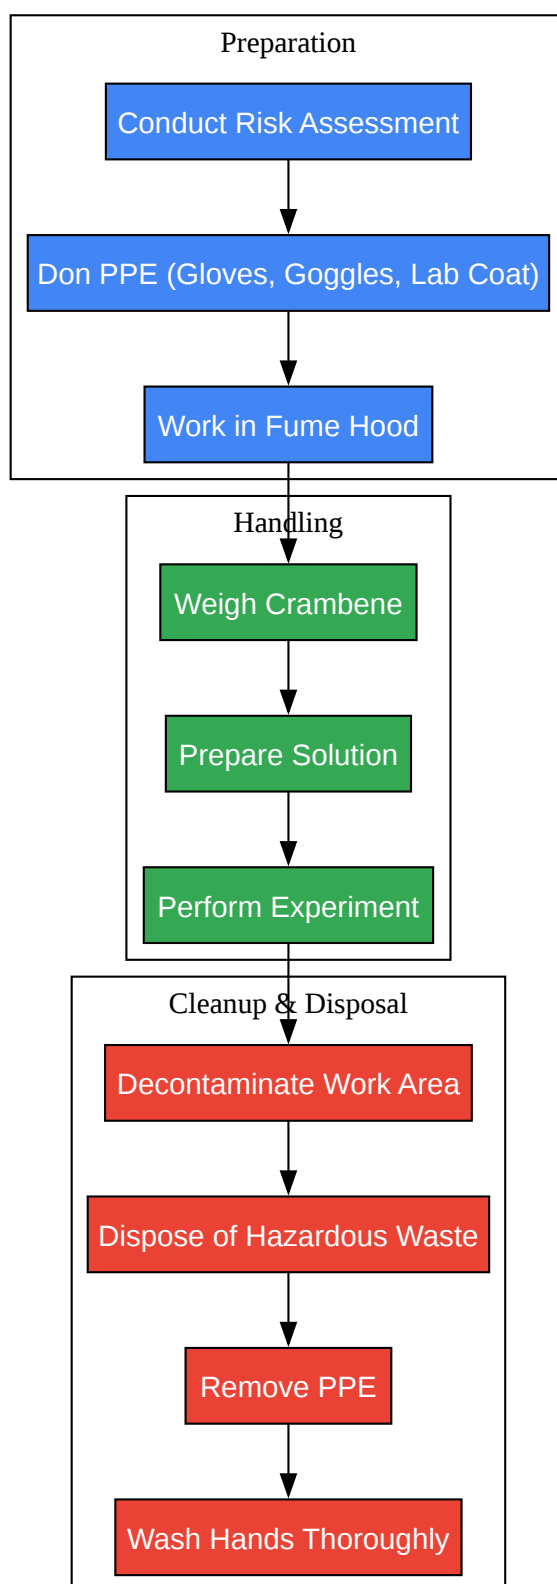 Preparation
Conduct Risk Assessment
Don PPE (Gloves, Goggles, Lab Coat)
Work in Fume Hood
Handling
Weigh Crambene
Prepare Solution
Perform Experiment
Cleanup & Disposal
Decontaminate Work Area
Dispose of Hazardous Waste
Remove PPE
Wash Hands Thoroughly